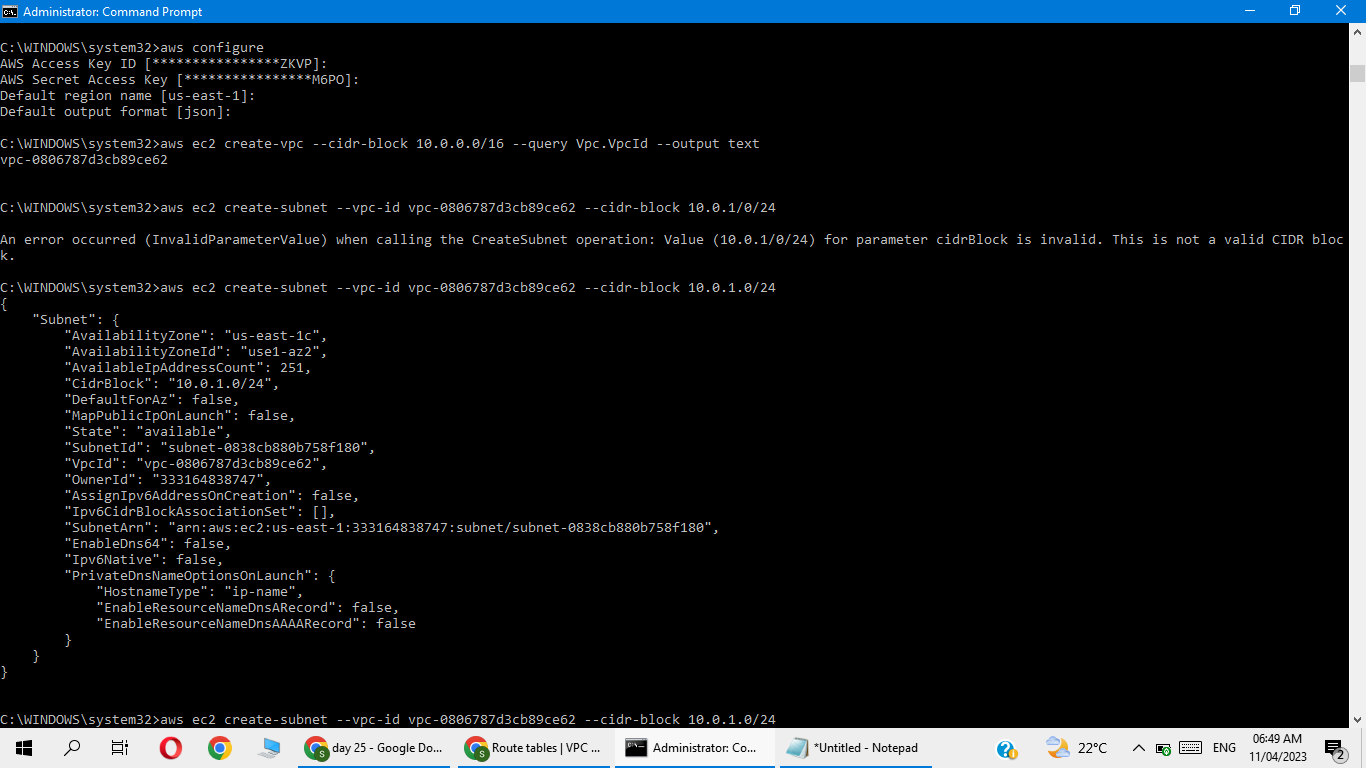 Administrator: Command Prompt
C:\WINDOWS\system32>aws configure
AWS Access Key ID [****************ZKVP]:
AWS Secret Access Key [****************M6PO]:
Default region name [us-east-1]:
Default output format [json]:
C:\WINDOWS\system32>aws ec2 create-vpc --cidr-block 10.0.0.0/16 --query Vpc.VpcId --output text
vpc-0806787d3cb89ce62
C:\WINDOWS\system32>aws ec2 create-subnet --vpc-id vpc-0806787d3cb89ce62 --cidr-block 10.0.1/0/24
An error occurred (InvalidParameterValue) when calling the CreateSubnet operation: Value (10.0.1/0/24) for parameter cidrBlock is invalid. This is not a valid CIDR bloc
k.
C:\WINDOWS\system32>aws ec2 create-subnet --vpc-id vpc-0806787d3cb89ce62 --cidr-block 10.0.1.0/24
{
    "Subnet": {
        "AvailabilityZone": "us-east-1c",
        "AvailabilityZoneId": "use1-az2",
        "AvailableIpAddressCount": 251,
        "CidrBlock": "10.0.1.0/24",
        "DefaultForAz": false,
        "MapPublicIpOnLaunch": false,
        "State": "available",
        "SubnetId": "subnet-0838cb880b758f180",
        "VpcId": "vpc-0806787d3cb89ce62",
        "OwnerId": "333164838747",
        "AssignIpv6AddressOnCreation": false,
        "Ipv6CidrBlockAssociationSet": [],
        "SubnetArn": "arn:aws:ec2:us-east-1:333164838747:subnet/subnet-0838cb880b758f180",
        "EnableDns64": false,
        "Ipv6Native": false,
        "PrivateDnsNameOptionsOnLaunch": {
            "HostnameType": "ip-name",
            "EnableResourceNameDnsARecord": false,
            "EnableResourceNameDnsAAAARecord": false
        }
    }
}
C:\WINDOWS\system32>aws ec2 create-subnet --vpc-id vpc-0806787d3cb89ce62 --cidr-block 10.0.1.0/24
S day 25 - Google Do...
S Route tables | VPC ...
Administrator: Co...
*Untitled - Notepad
22°C
ENG
06:49 AM
11/04/2023
2